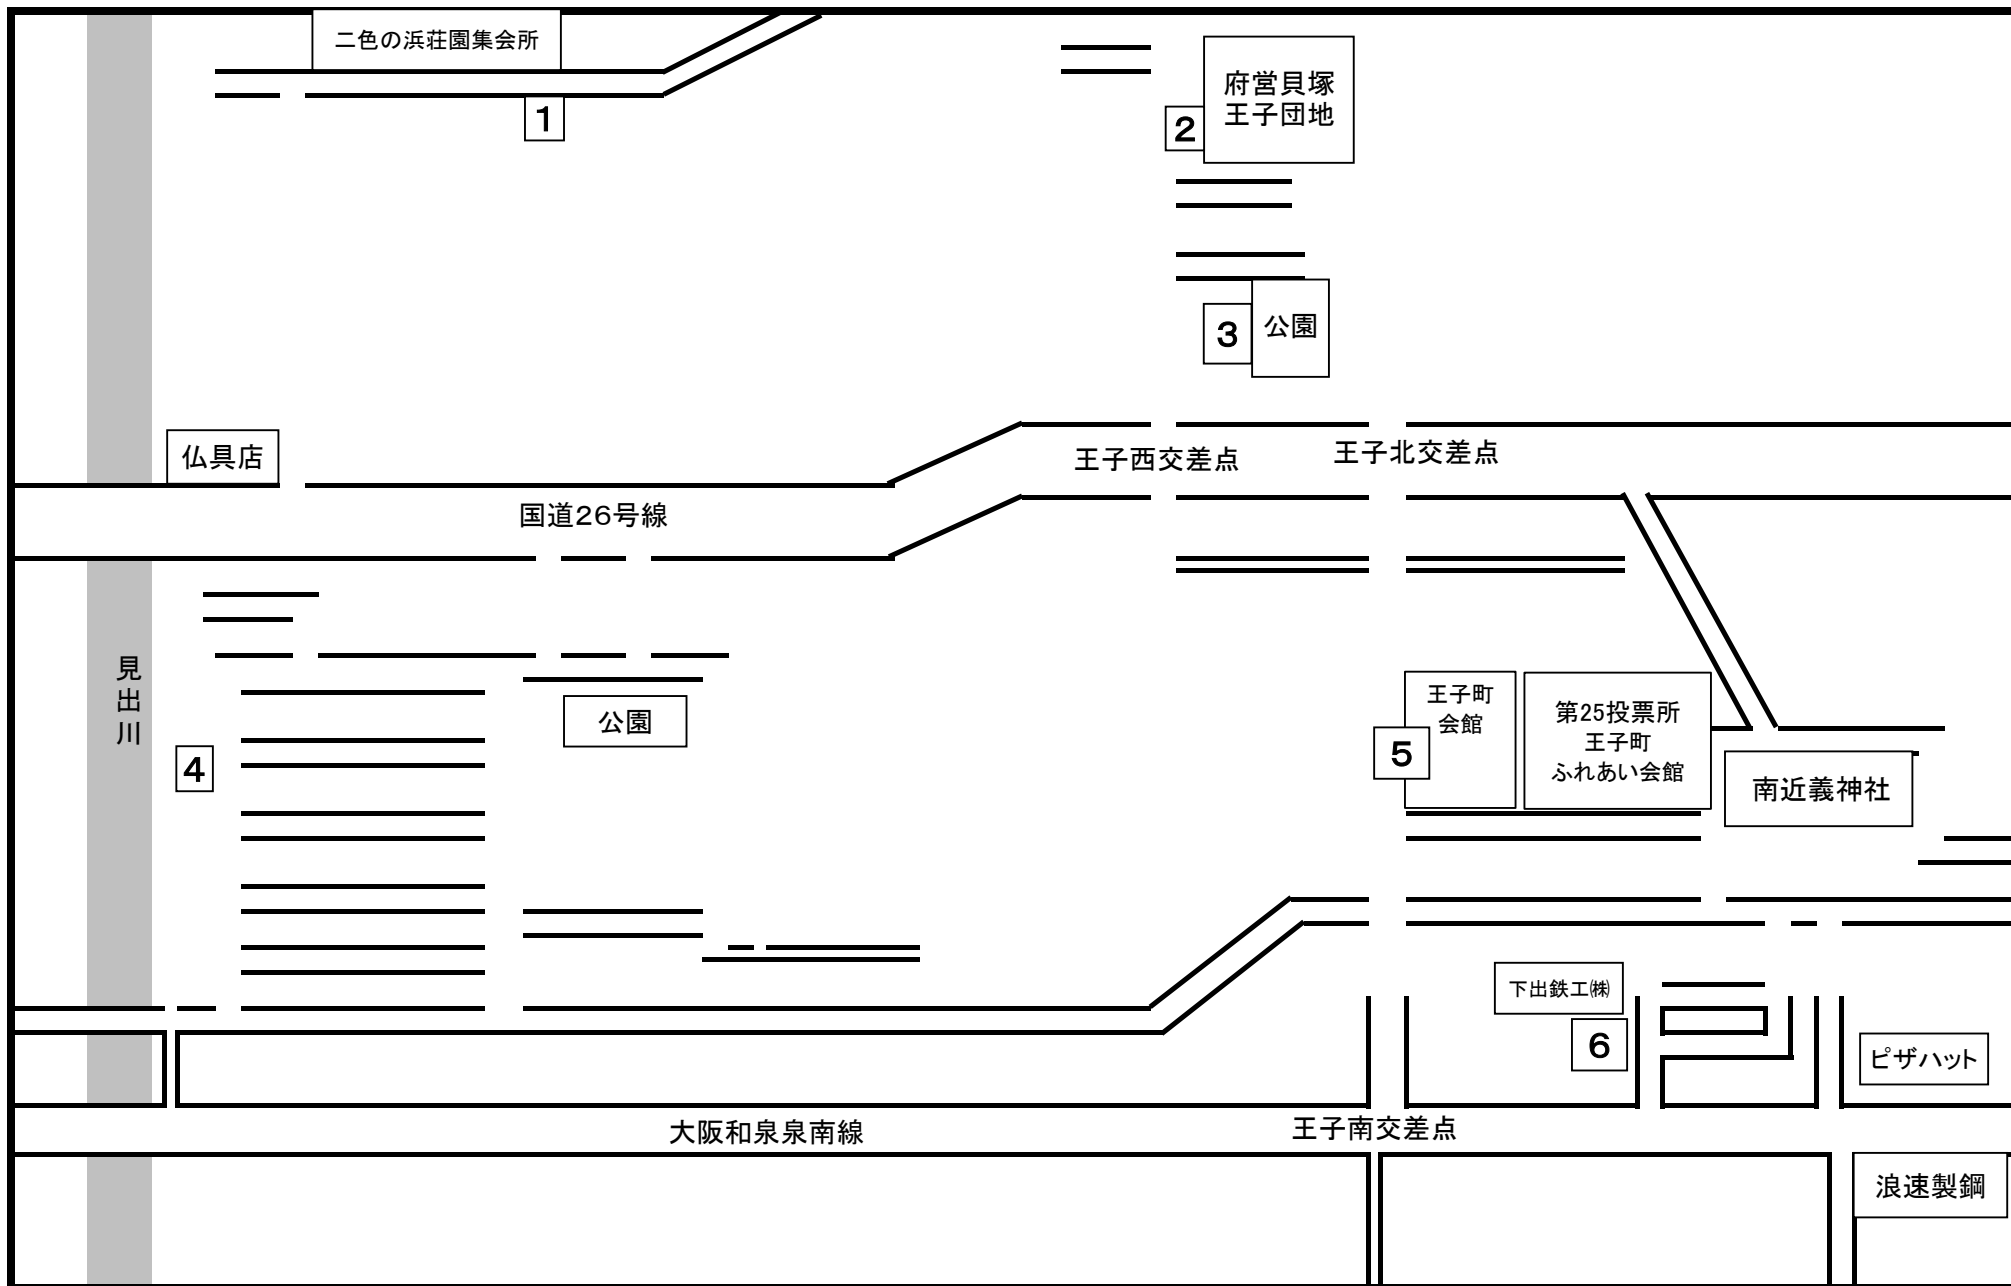 二色の浜荘園集会所
1
府営貝塚
王子団地
2
3
公園
仏具店
王子西交差点
王子北交差点
国道26号線
見出川
公園
4
王子町
会館
5
第25投票所
王子町
ふれあい会館
南近義神社
下出鉄工㈱
6
ピザハット
大阪和泉泉南線
王子南交差点
浪速製鋼